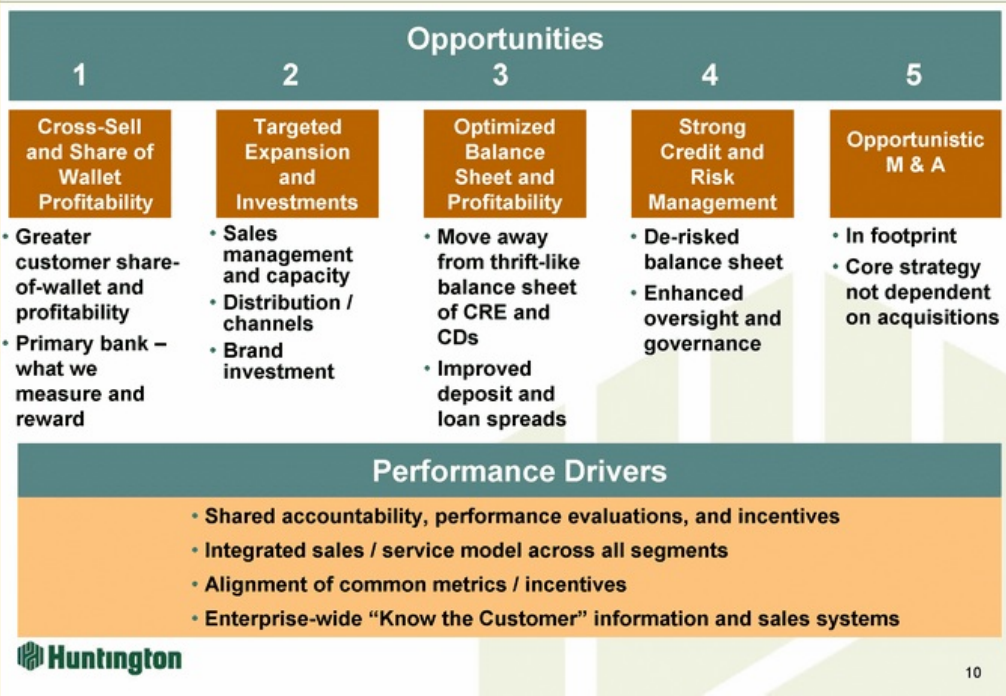 Opportunities
1 2 3 4 5
Cross-Sell
and Share of
Wallet
Profitability
• Greater
customer share-
of-wallet and
profitability
• Primary bank –
what we
measure and
reward
Targeted
Expansion
and
Investments
• Sales
management
and capacity
• Distribution /
channels
• Brand
investment
Optimized
Balance
Sheet and
Profitability
• Move away
from thrift-like
balance sheet
of CRE and
CDs
• Improved
deposit and
loan spreads
Strong
Credit and
Risk
Management
• De-risked
balance sheet
• Enhanced
oversight and
governance
Opportunistic
M & A
• In footprint
• Core strategy
not dependent
on acquisitions
Performance Drivers
• Shared accountability, performance evaluations, and incentives
• Integrated sales / service model across all segments
• Alignment of common metrics / incentives
• Enterprise-wide “Know the Customer” information and sales systems
Huntington
10